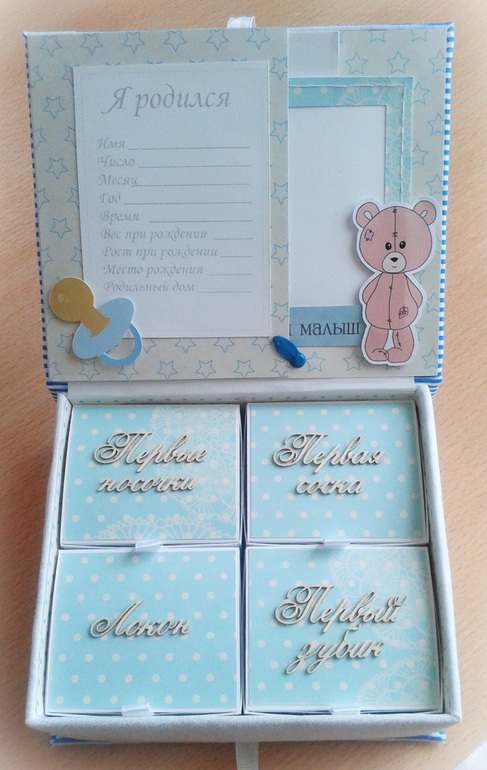 Я родился
Имя
Число
Месяц
Год
Время
Вес при рождении
Рост при рождении
Место рождения
Родильный дом
малыш
Первые
носочки
Первая
соска
Локон
Первый
зубик